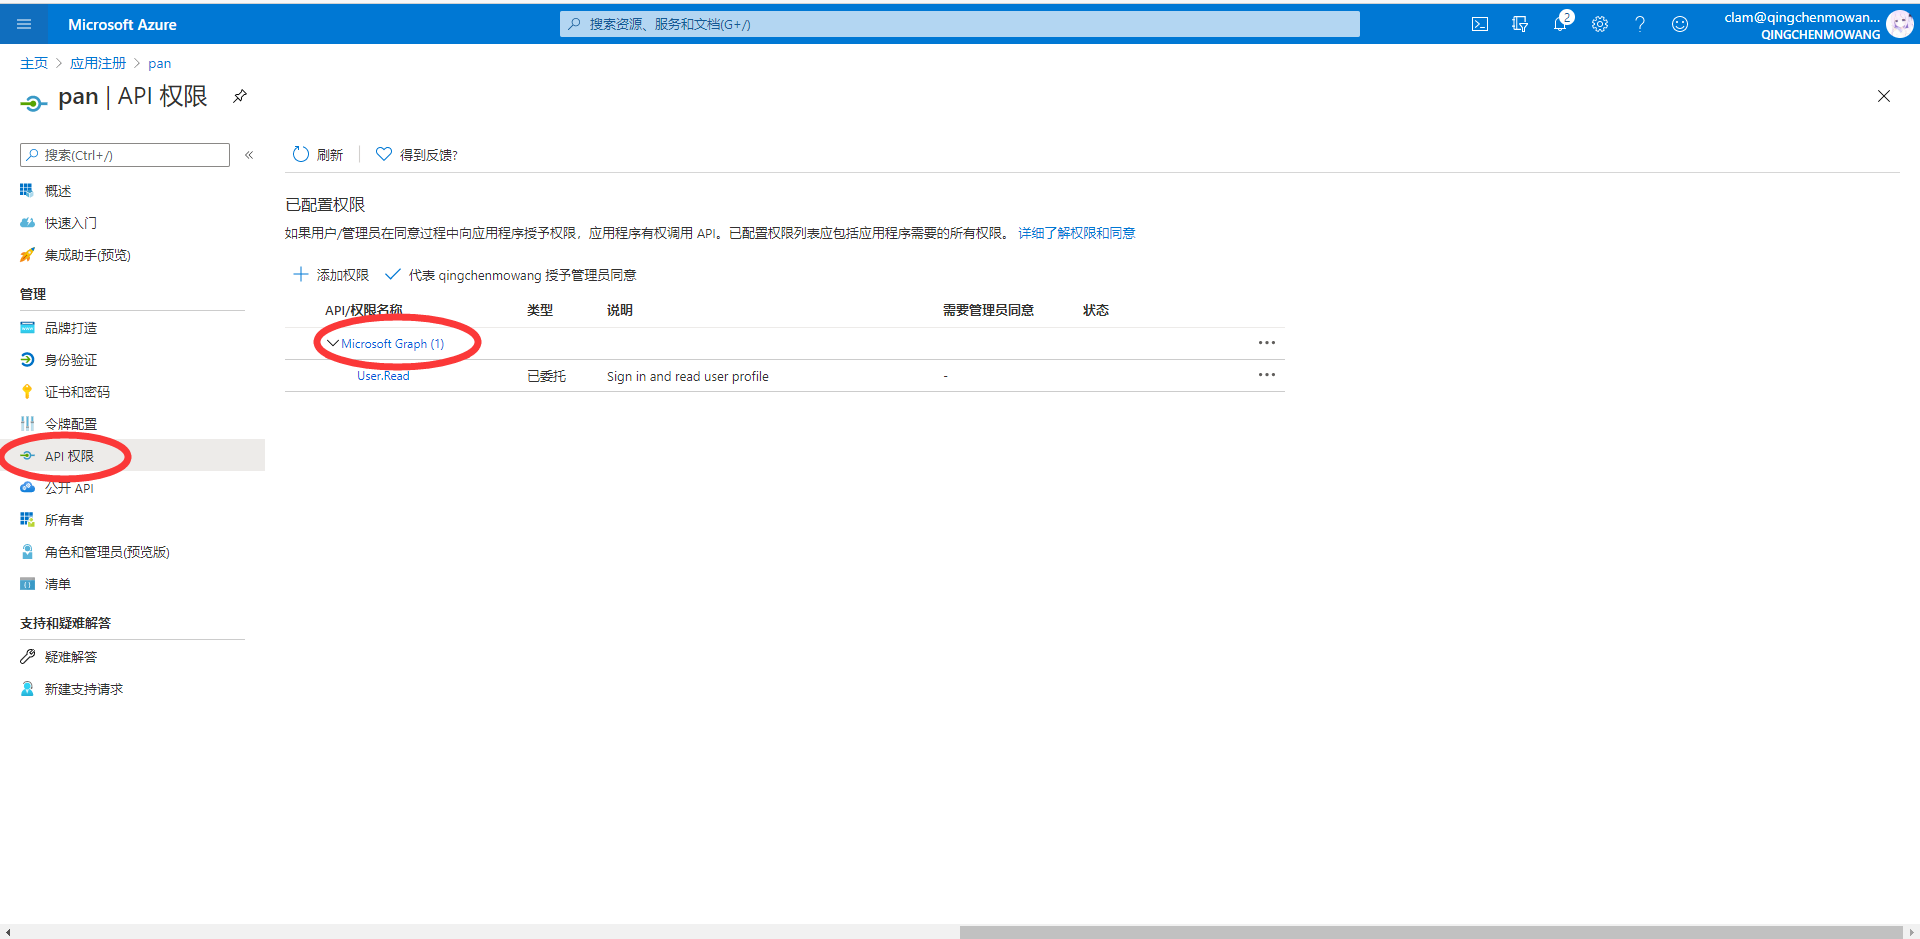 Microsoft Azure
搜索资源、服务和文档(G+/)
2
clam@qingchenmowan...
QINGCHENMOWANG
主页 > 应用注册 > pan
pan | API 权限
搜索(Ctrl+/)
«
刷新
得到反馈?
概述
快速入门
集成助手(预览)
管理
品牌打造
身份验证
证书和密码
令牌配置
API 权限
公开 API
所有者
角色和管理员(预览版)
清单
支持和疑难解答
疑难解答
新建支持请求
已配置权限
如果用户/管理员在同意过程中向应用程序授予权限，应用程序有权调用 API。已配置权限列表应包括应用程序需要的所有权限。 详细了解权限和同意
添加权限
代表 qingchenmowang 授予管理员同意
API/权限名称 类型 说明 需要管理员同意 状态
Microsoft Graph (1)
User.Read 已委托 Sign in and read user profile -